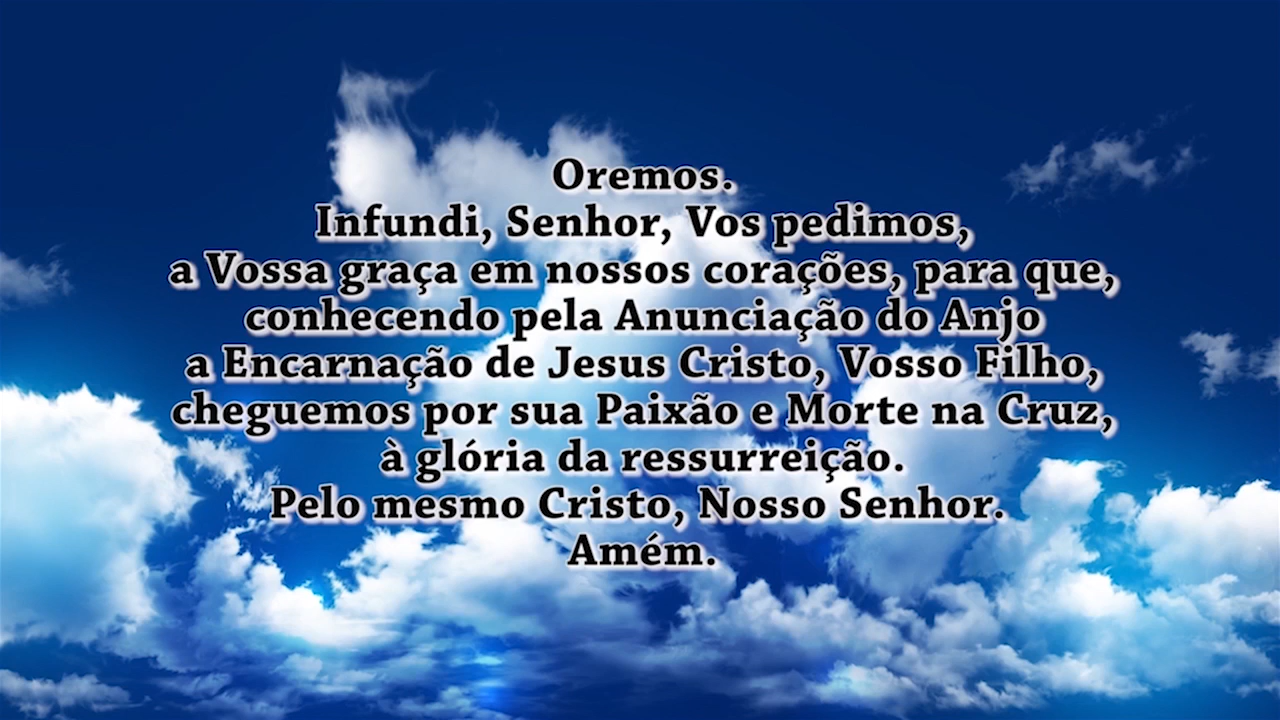 Oremos.
Infundi, Senhor, Vos pedimos,
a Vossa graça em nossos corações, para que,
conhecendo pela Anunciação do Anjo
a Encarnação de Jesus Cristo, Vosso Filho,
cheguemos por sua Paixão e Morte na Cruz,
à glória da ressurreição.
Pelo mesmo Cristo, Nosso Senhor.
Amém.